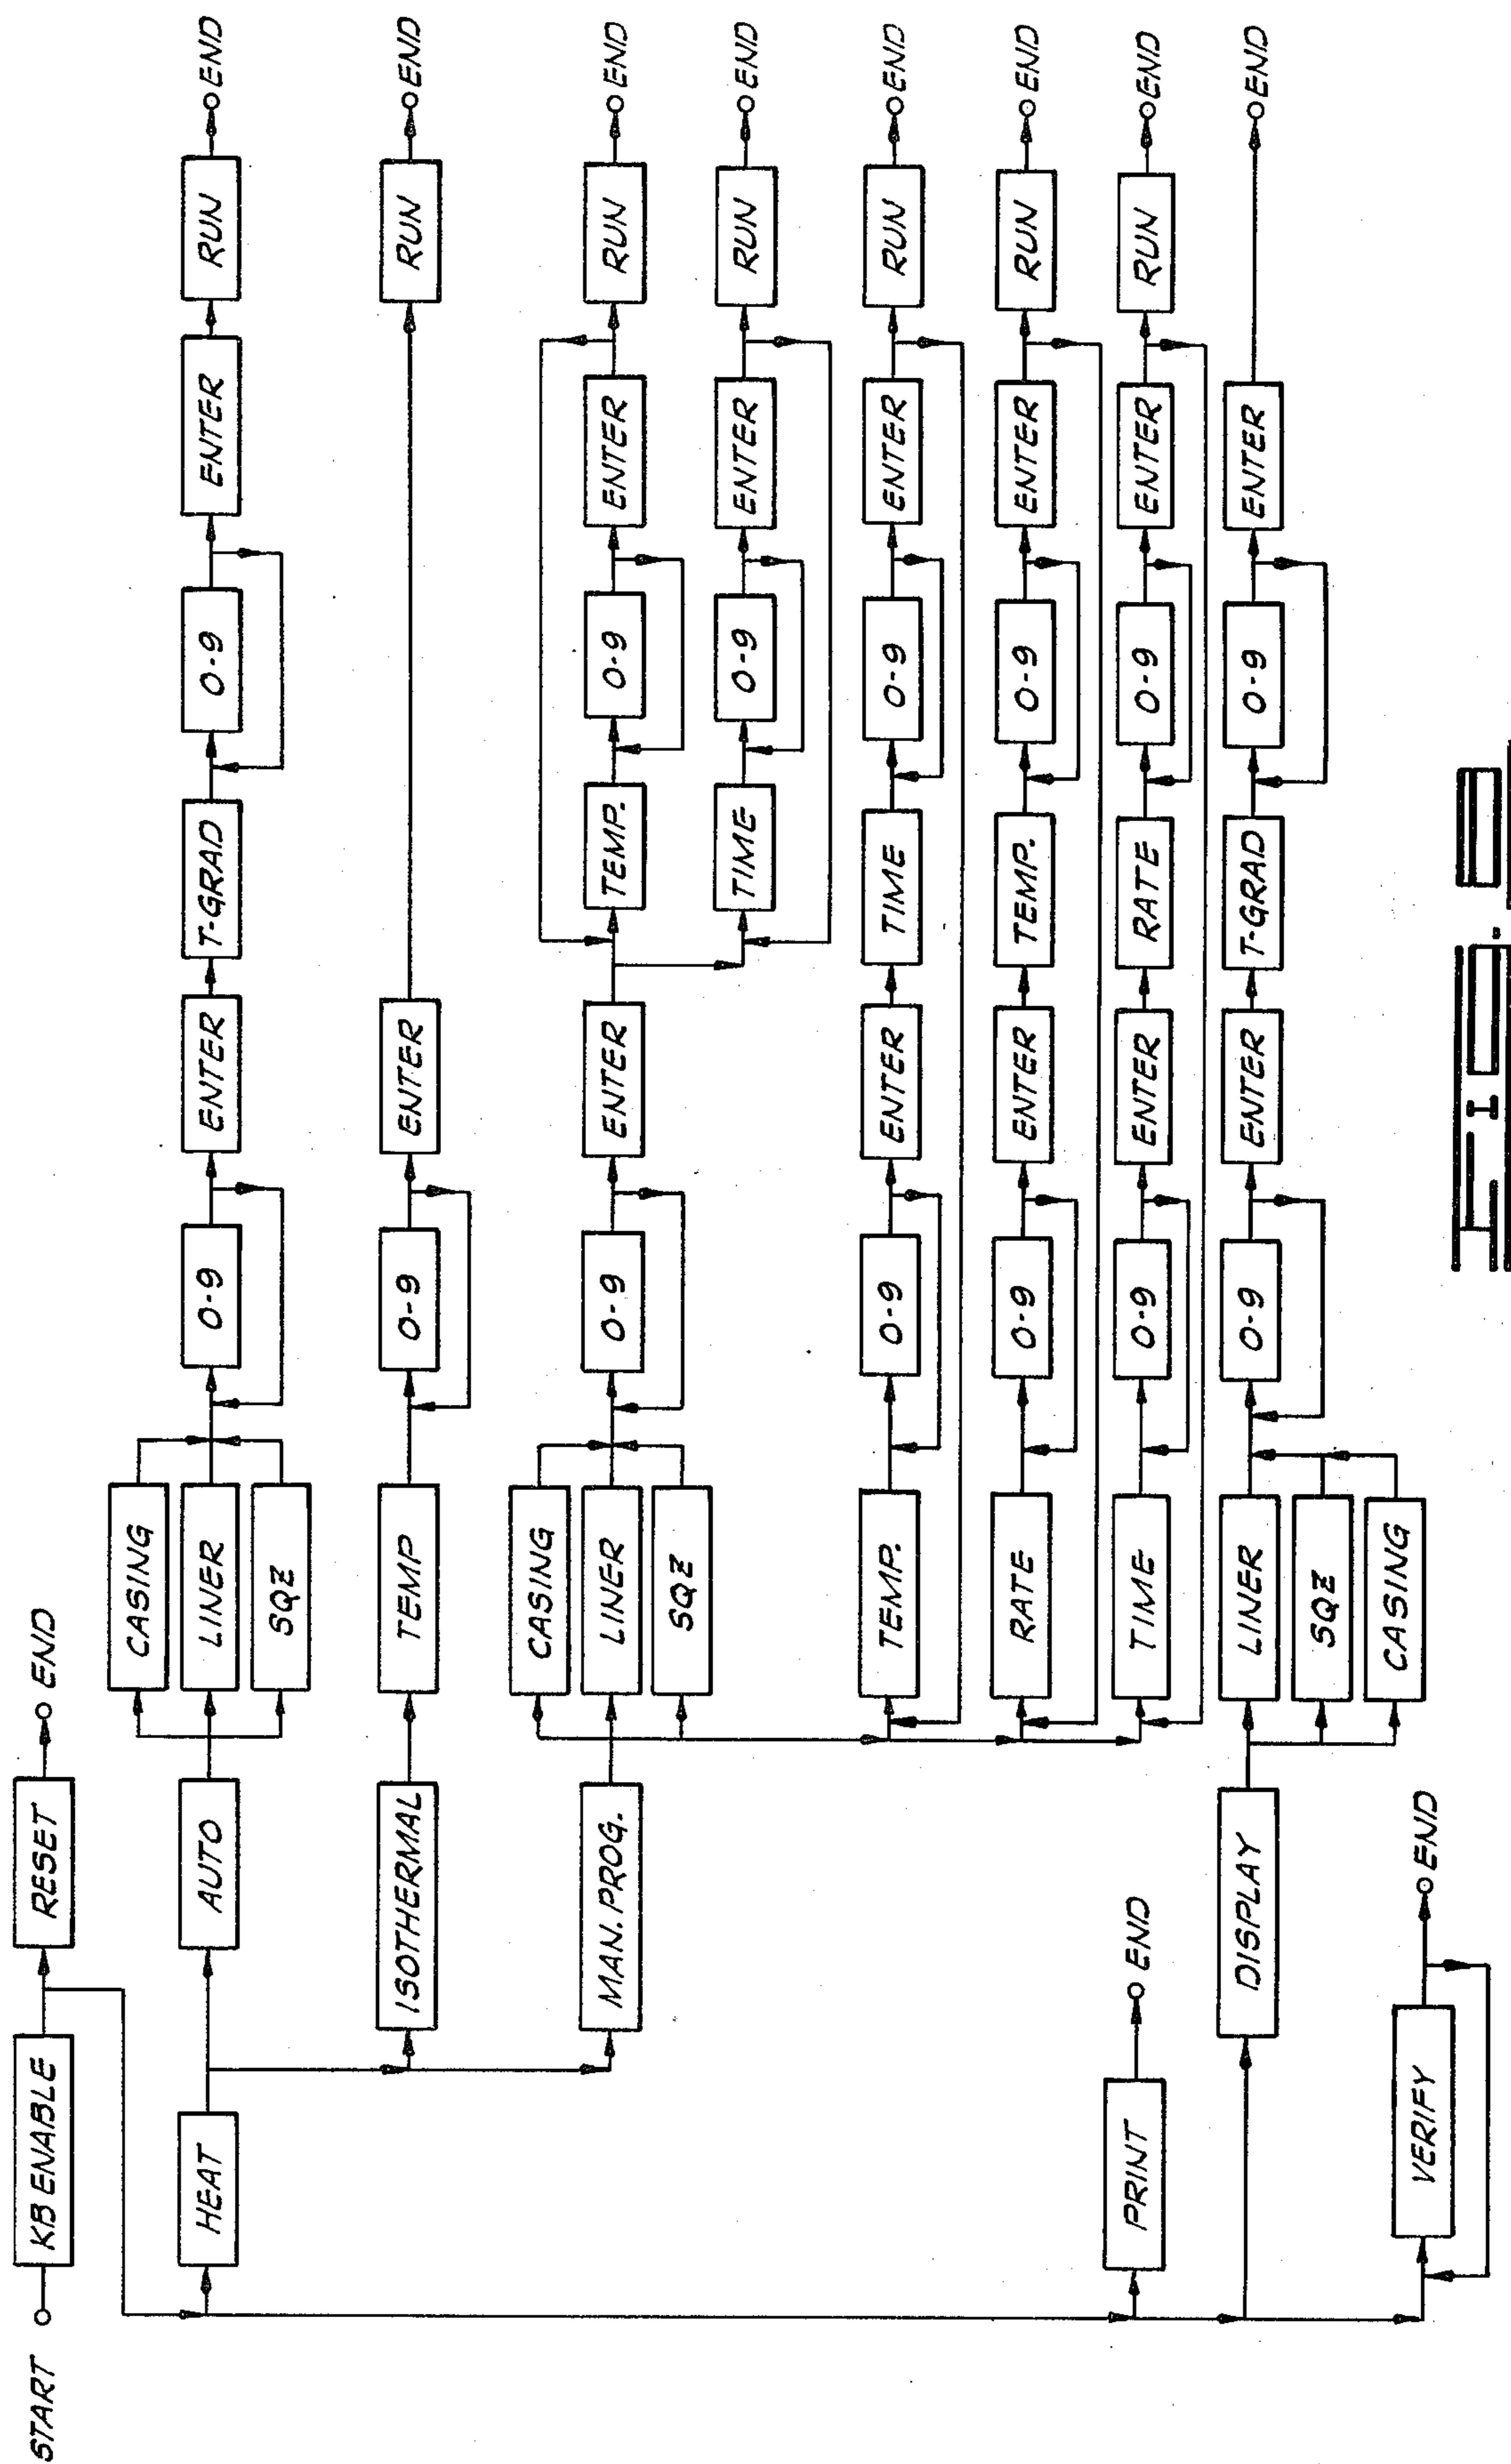 START KB ENABLE RESET END
HEAT AUTO CASING LINER SQZ 0-9 ENTER T-GRAD 0-9 ENTER RUN END
ISOTHERMAL TEMP 0-9 ENTER RUN END
MAN. PROG. CASING LINER SQZ 0-9 ENTER TEMP. 0-9 ENTER RUN END
TIME 0-9 ENTER RUN END
TEMP. 0-9 ENTER TIME 0-9 ENTER RUN END
RATE 0-9 ENTER TEMP. 0-9 ENTER RUN END
TIME 0-9 ENTER RATE 0-9 ENTER RUN END
PRINT END
DISPLAY LINER SQZ CASING 0-9 ENTER T-GRAD 0-9 ENTER END
VERIFY END